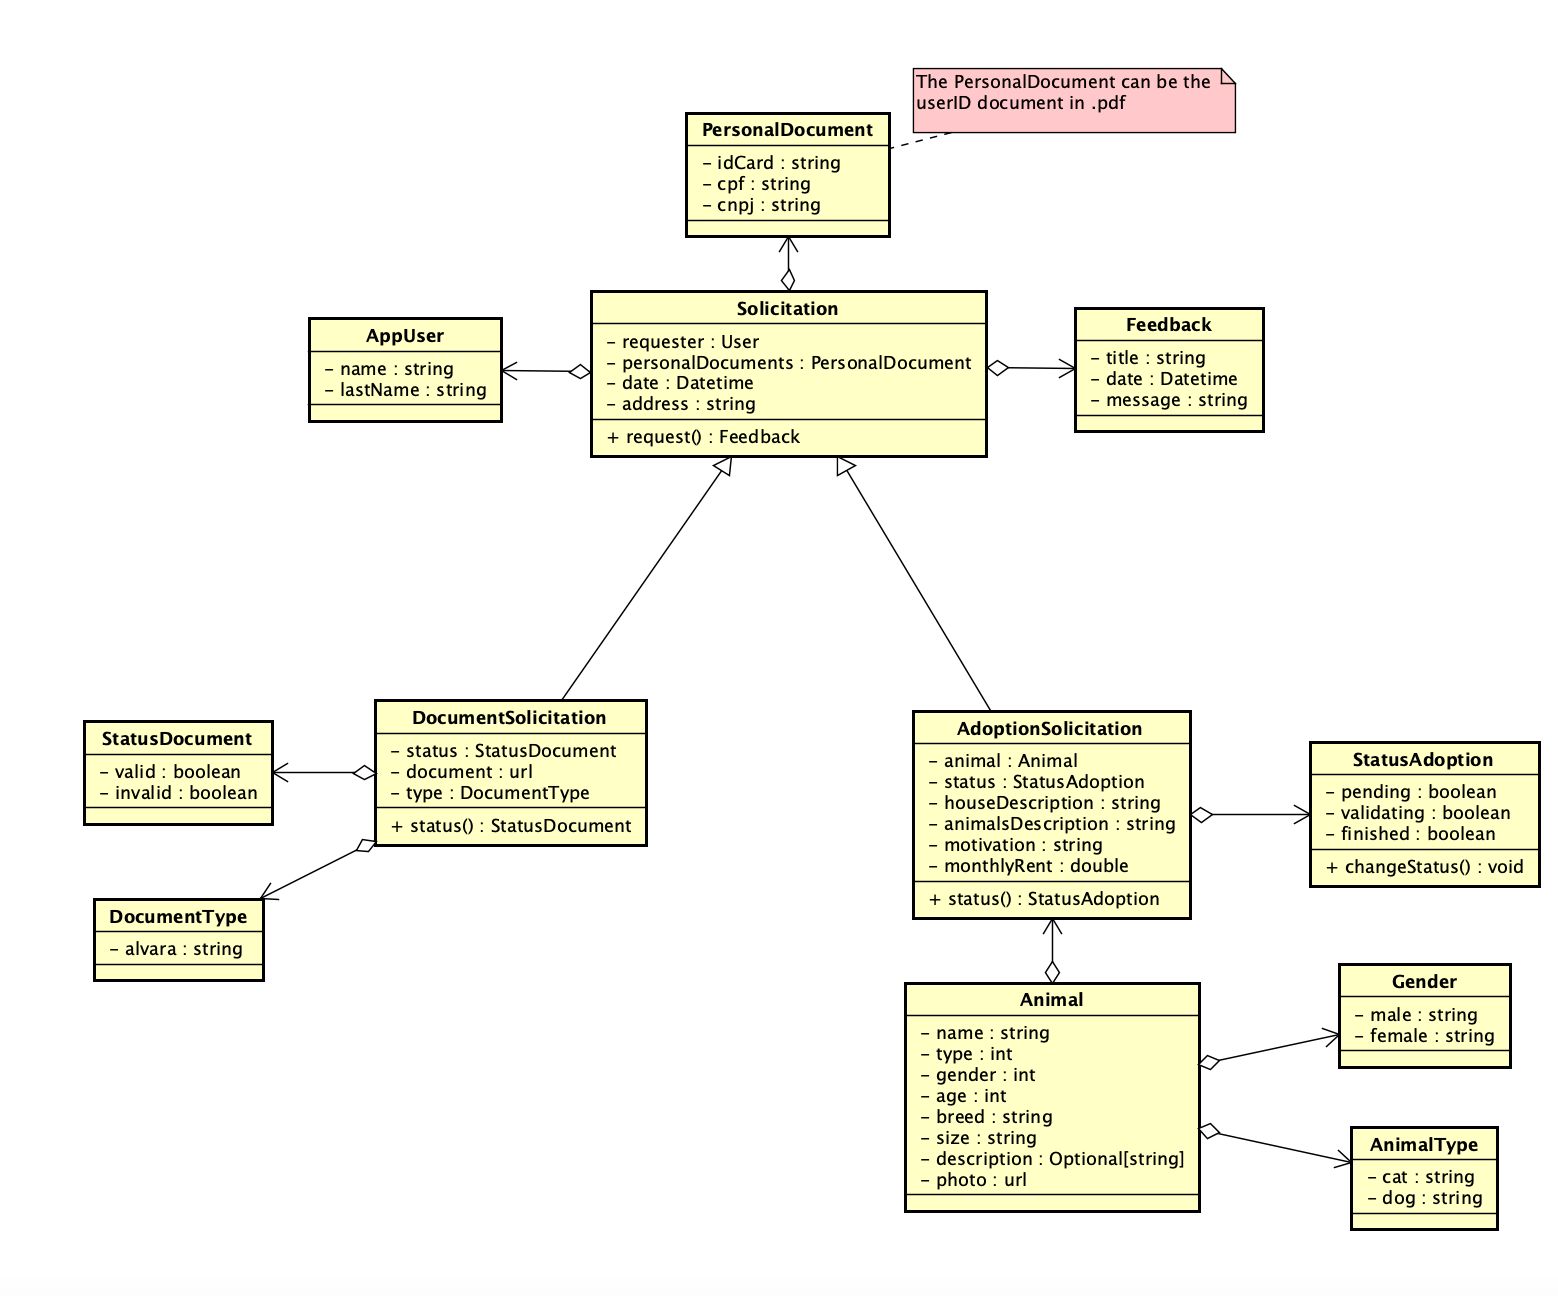 The PersonalDocument can be the
userID document in .pdf
PersonalDocument
- idCard : string
- cpf : string
- cnpj : string
AppUser
- name : string
- lastName : string
Solicitation
- requester : User
- personalDocuments : PersonalDocument
- date : Datetime
- address : string
+ request() : Feedback
Feedback
- title : string
- date : Datetime
- message : string
StatusDocument
- valid : boolean
- invalid : boolean
DocumentSolicitation
- status : StatusDocument
- document : url
- type : DocumentType
+ status() : StatusDocument
DocumentType
- alvara : string
AdoptionSolicitation
- animal : Animal
- status : StatusAdoption
- houseDescription : string
- animalsDescription : string
- motivation : string
- monthlyRent : double
+ status() : StatusAdoption
StatusAdoption
- pending : boolean
- validating : boolean
- finished : boolean
+ changeStatus() : void
Animal
- name : string
- type : int
- gender : int
- age : int
- breed : string
- size : string
- description : Optional[string]
- photo : url
Gender
- male : string
- female : string
AnimalType
- cat : string
- dog : string